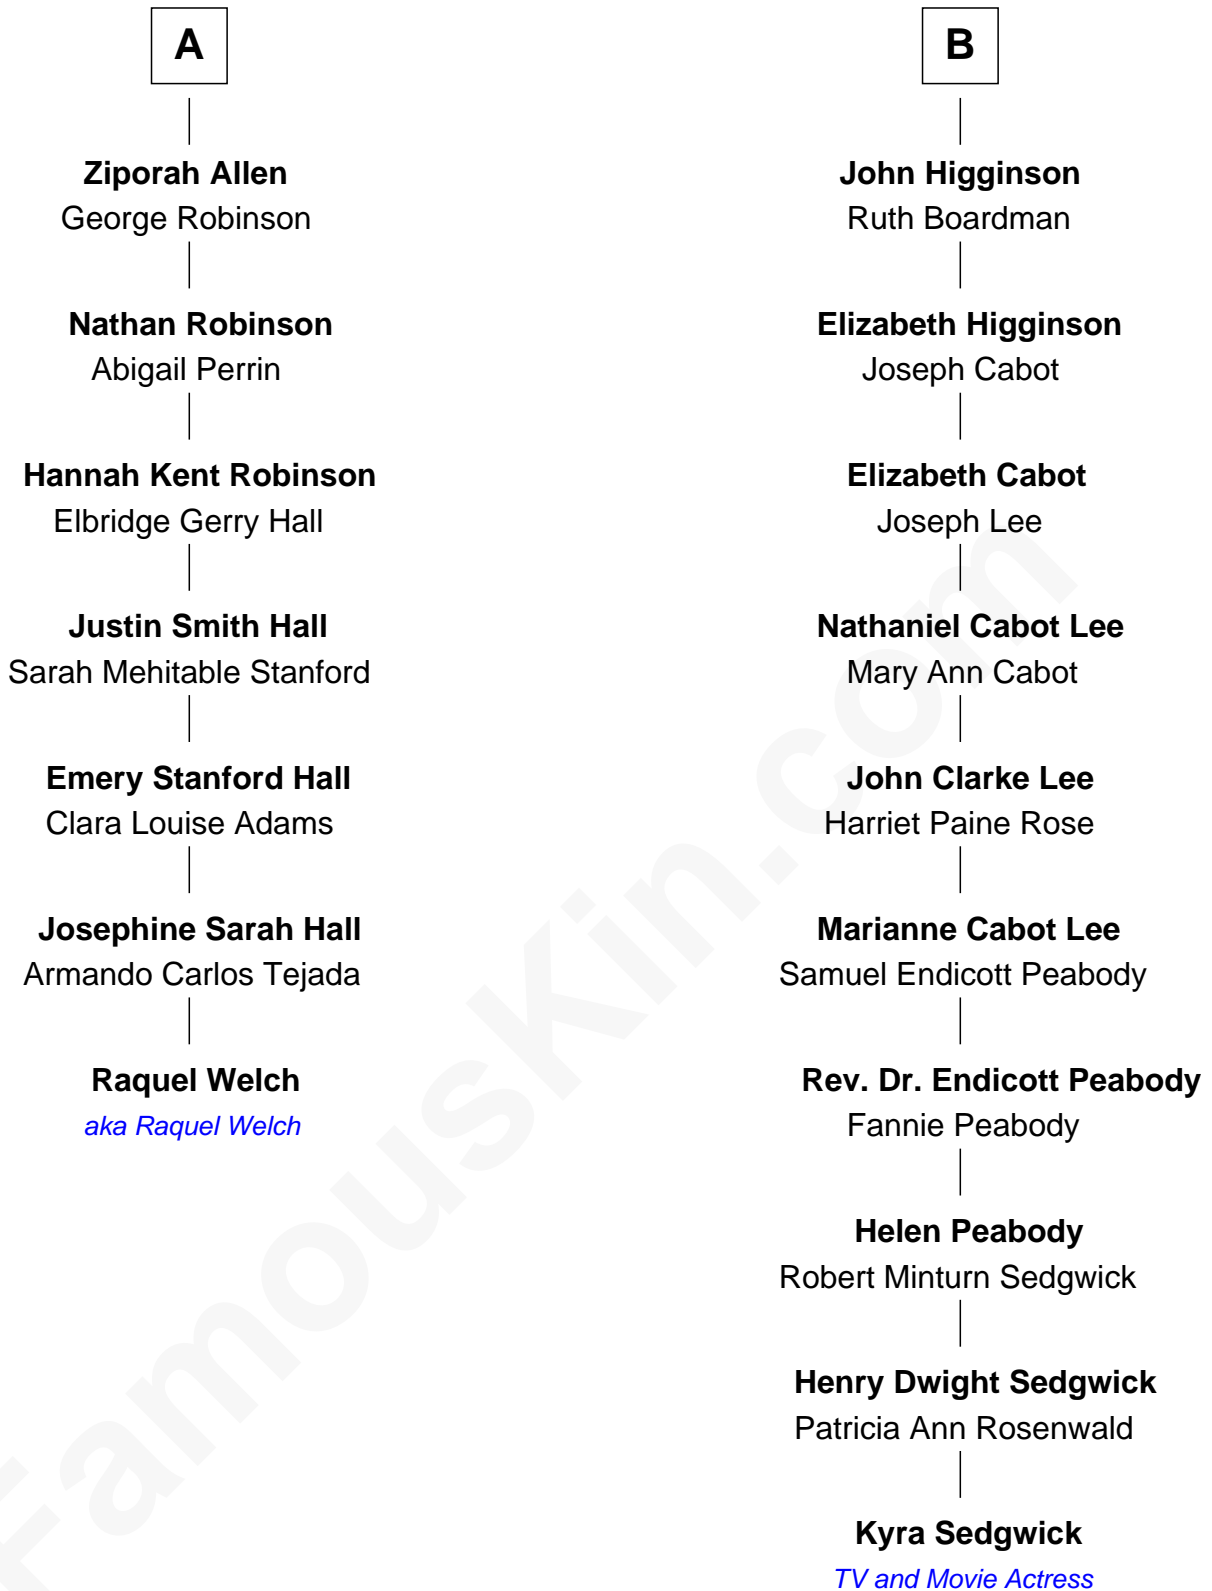 A
Ziporah Allen
George Robinson
Nathan Robinson
Abigail Perrin
Hannah Kent Robinson
Elbridge Gerry Hall
Justin Smith Hall
Sarah Mehitable Stanford
Emery Stanford Hall
Clara Louise Adams
Josephine Sarah Hall
Armando Carlos Tejada
Raquel Welch
aka Raquel Welch
B
John Higginson
Ruth Boardman
Elizabeth Higginson
Joseph Cabot
Elizabeth Cabot
Joseph Lee
Nathaniel Cabot Lee
Mary Ann Cabot
John Clarke Lee
Harriet Paine Rose
Marianne Cabot Lee
Samuel Endicott Peabody
Rev. Dr. Endicott Peabody
Fannie Peabody
Helen Peabody
Robert Minturn Sedgwick
Henry Dwight Sedgwick
Patricia Ann Rosenwald
Kyra Sedgwick
TV and Movie Actress
FamousKin.com